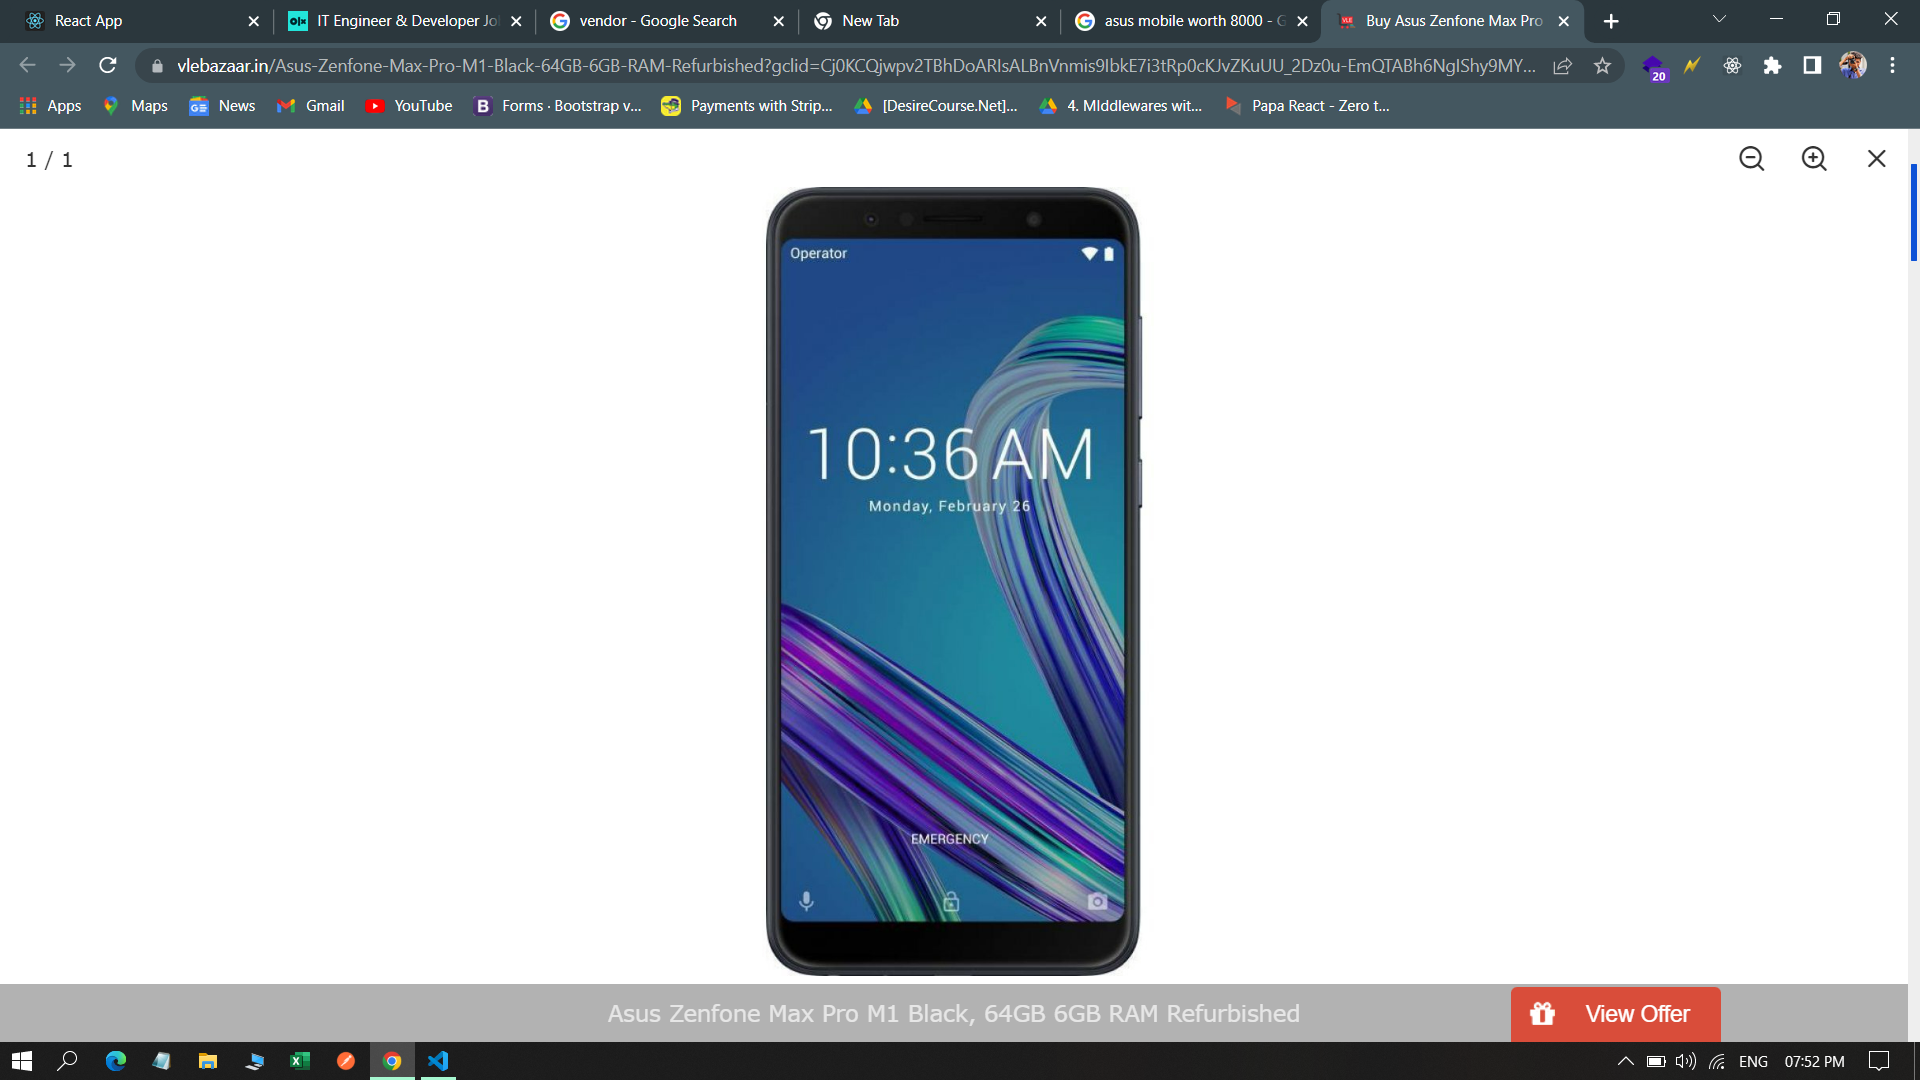 React App
IT Engineer & Developer Jo
vendor - Google Search
New Tab
asus mobile worth 8000 - G
Buy Asus Zenfone Max Pro
vlebazaar.in/Asus-Zenfone-Max-Pro-M1-Black-64GB-6GB-RAM-Refurbished?gclid=Cj0KCQjwpv2TBhDoARIsALBnVnmis9IbkE7i3tRp0cKJvZKuUU_2Dz0u-EmQTABh6NgIShy9MY...
20
Apps
Maps
News
Gmail
YouTube
Forms · Bootstrap v...
Payments with Strip...
[DesireCourse.Net]...
4. MIddlewares wit...
Papa React - Zero t...
1 / 1
Operator
10:36 AM
Monday, February 26
EMERGENCY
Asus Zenfone Max Pro M1 Black, 64GB 6GB RAM Refurbished
View Offer
ENG
07:52 PM